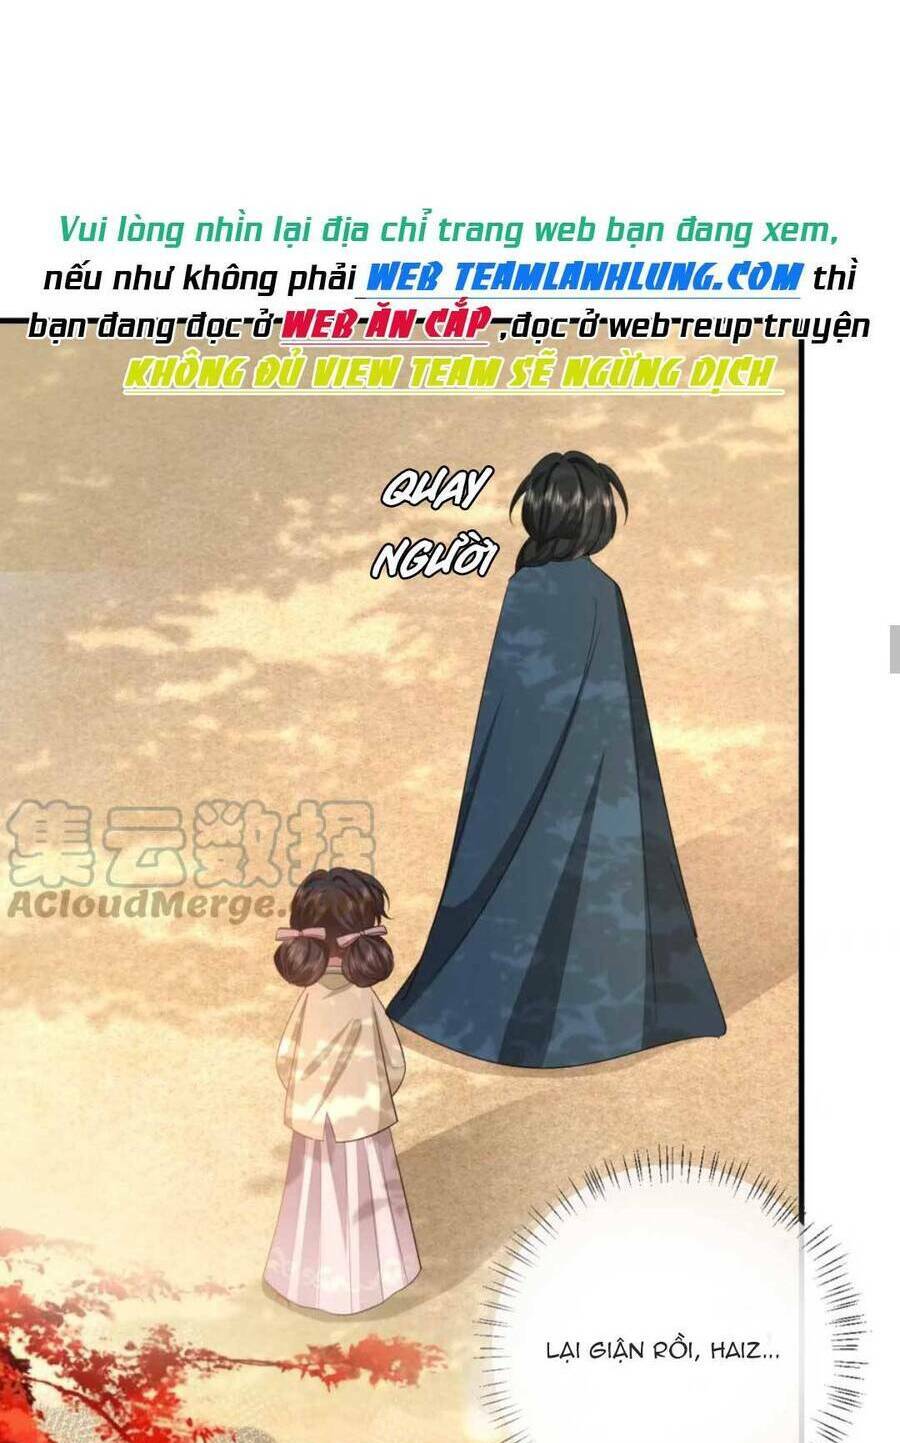 Vui lòng nhìn lại địa chỉ trang web bạn đang xem,
nếu như không phải WEB TEAMLANHLUNG.COM thì
bạn đang đọc ở WEB ĂN CẮP ,đọc ở web reup truyện
KHÔNG ĐỦ VIEW TEAM SẼ NGỪNG DỊCH
QUAY
NGƯỜI
集云数据
AcloudMerge.com
LẠI GIẬN RỒI, HAIZ...